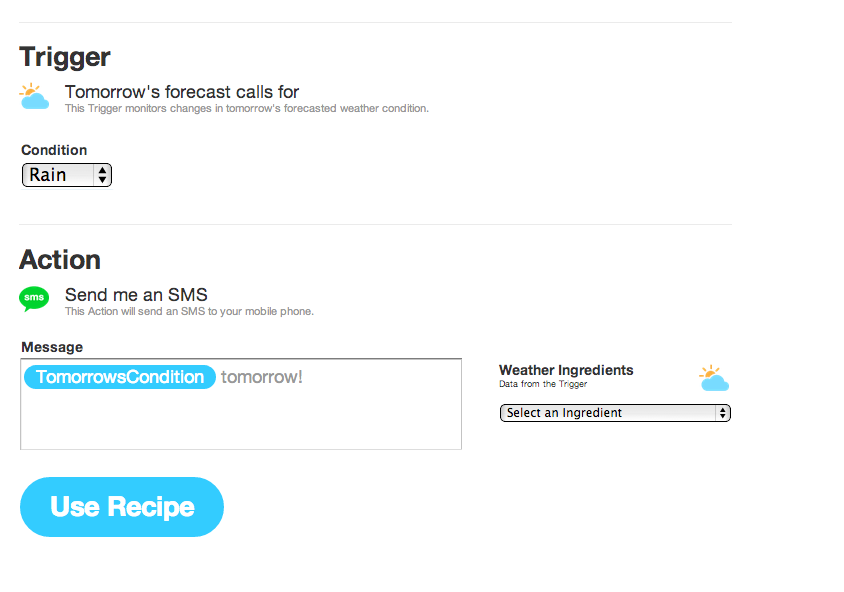 Trigger
Tomorrow's forecast calls for
This Trigger monitors changes in tomorrow's forecasted weather condition.
Condition
Rain
Action
sms
Send me an SMS
This Action will send an SMS to your mobile phone.
Message
TomorrowsCondition tomorrow!
Weather Ingredients
Data from the Trigger
Select an Ingredient
Use Recipe